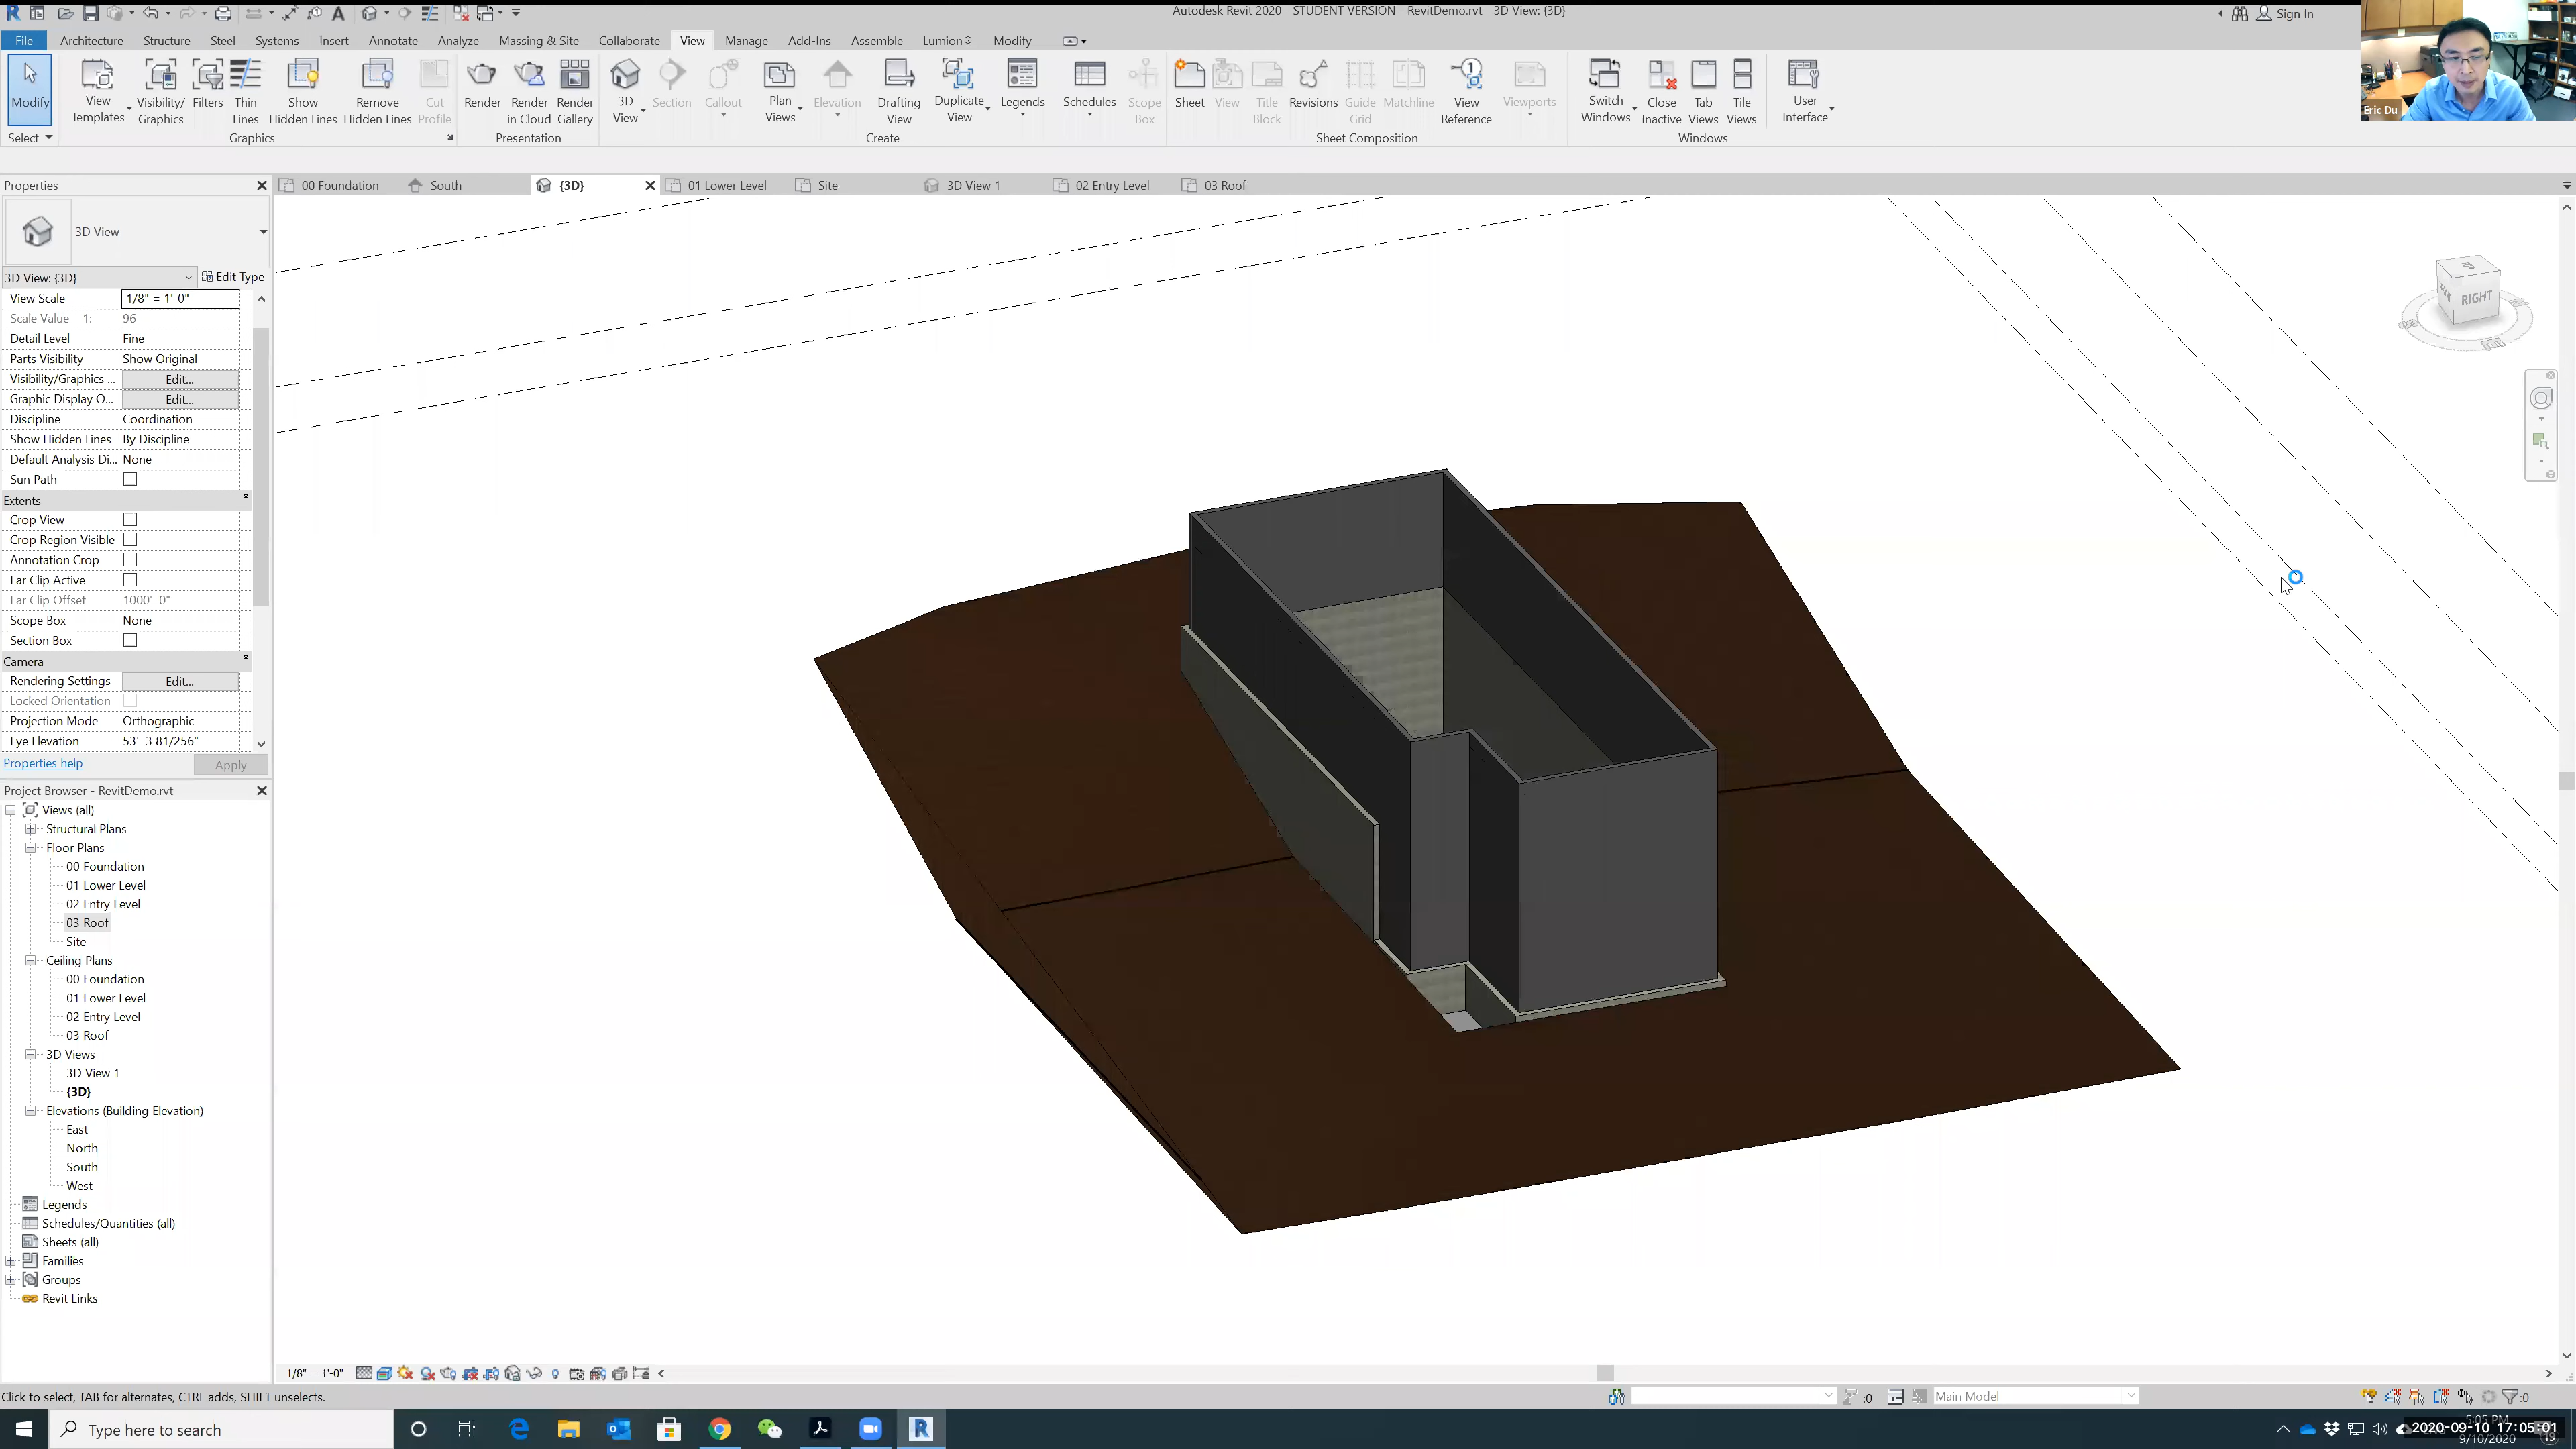 Autodesk Revit 2020 - STUDENT VERSION - RevitDemo.rvt - 3D View: {3D}
Sign In
File Architecture Structure Steel Systems Insert Annotate Analyze Massing & Site Collaborate View Manage Add-Ins Assemble Lumion® Modify
Modify
View Templates
Visibility/ Graphics
Filters
Thin Lines
Show Hidden Lines
Remove Hidden Lines
Cut Profile
Render
Render in Cloud
Render Gallery
3D View
Section
Callout
Plan Views
Elevation
Drafting View
Duplicate View
Legends
Schedules
Scope Box
Sheet
View
Title Block
Revisions
Guide Grid
Matchline
View Reference
Viewports
Switch Windows
Close Inactive
Tab Views
Tile Views
User Interface
Eric Du
Select Graphics Presentation Create Sheet Composition Windows
Properties
00 Foundation South {3D} 01 Lower Level Site 3D View 1 02 Entry Level 03 Roof
3D View
3D View: {3D} Edit Type
View Scale 1/8" = 1'-0"
Scale Value 1: 96
Detail Level Fine
Parts Visibility Show Original
Visibility/Graphics ... Edit...
Graphic Display O... Edit...
Discipline Coordination
Show Hidden Lines By Discipline
Default Analysis Di... None
Sun Path
Extents
Crop View
Crop Region Visible
Annotation Crop
Far Clip Active
Far Clip Offset 1000' 0"
Scope Box None
Section Box
Camera
Rendering Settings Edit...
Locked Orientation
Projection Mode Orthographic
Eye Elevation 53' 3 81/256"
Properties help Apply
TOP
RIGHT
Project Browser - RevitDemo.rvt
Views (all)
Structural Plans
Floor Plans
00 Foundation
01 Lower Level
02 Entry Level
03 Roof
Site
Ceiling Plans
00 Foundation
01 Lower Level
02 Entry Level
03 Roof
3D Views
3D View 1
{3D}
Elevations (Building Elevation)
East
North
South
West
Legends
Schedules/Quantities (all)
Sheets (all)
Families
Groups
Revit Links
1/8" = 1'-0"
Click to select, TAB for alternates, CTRL adds, SHIFT unselects.
:0
Main Model
:0
Type here to search
5:05 PM
2020-09-10 17:05:01
9/10/2020
19